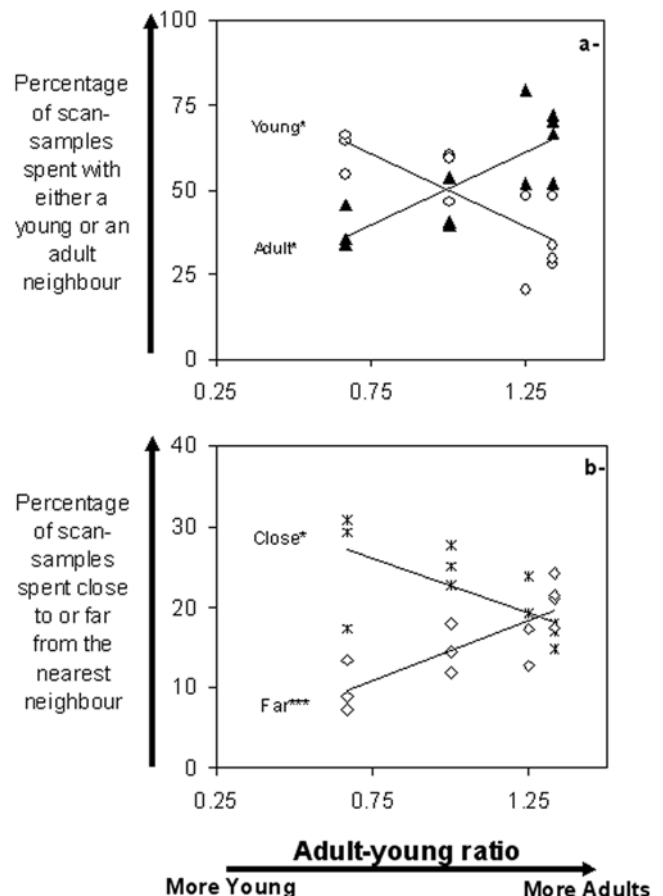 100
a-
Percentage
of scan-
samples
spent with
either a
young or an
adult
neighbour
75
Young*
50
Adult*
25
0
0.25
0.75
1.25
40
b-
Percentage
of scan-
samples
spent close
to or far
from the
nearest
neighbour
30
Close*
20
10
Far***
0
0.25
0.75
1.25
Adult-young ratio
More Young
More Adults